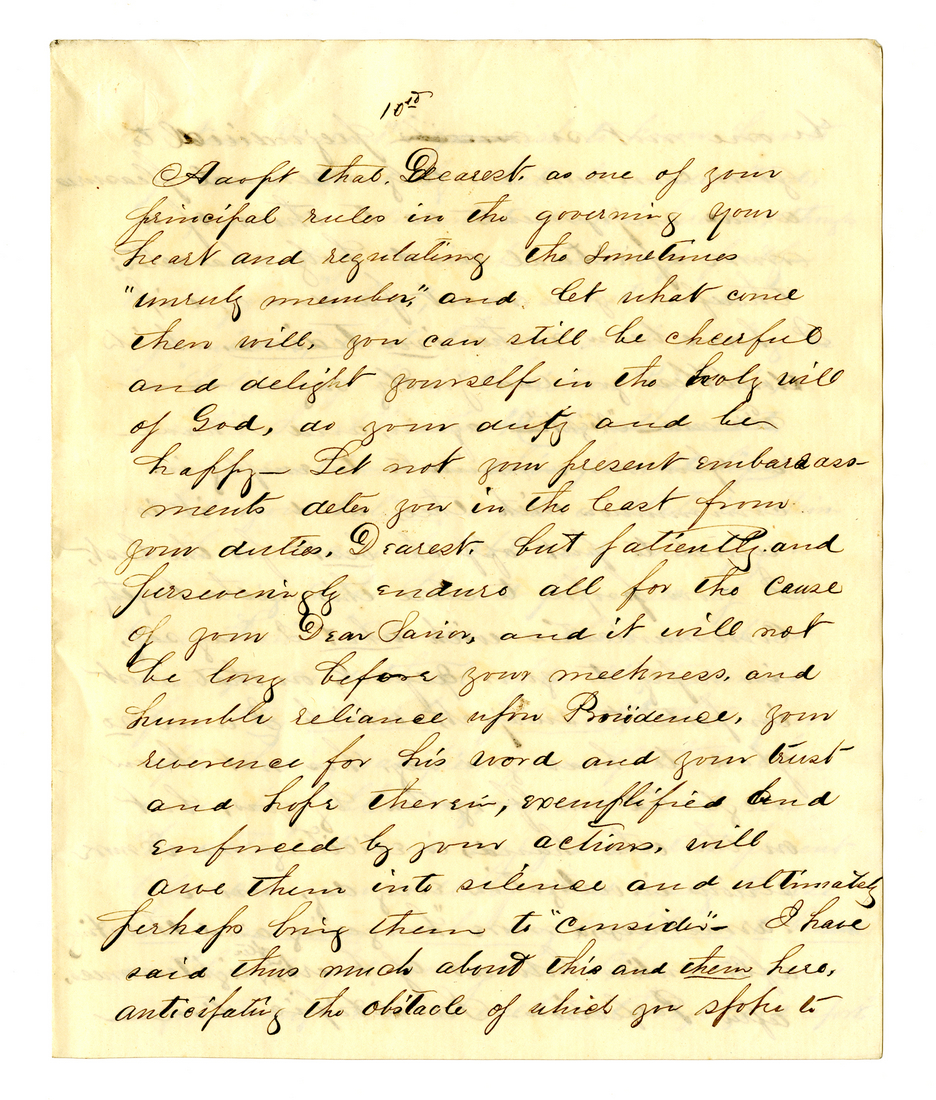 10th
Adopt that, Dearest, as one of your
principal rules in the governing your
heart and regulating the sometimes
"unruly member," and let what come
then will, you can still be cheerful
and delight yourself in the holy will
of God, do your duty and be
happy— Let not your present embarrass-
ments deter you in the least from
your duties, Dearest, but patiently and
perseveringly endure all for the cause
of your Dear Savior, and it will not
be long before your meekness, and
humble reliance upon Providence, your
reverence for his word and your trust
and hope therein, exemplified and
enforced by your actions, will
awe them into silence and ultimately
perhaps bring them to "consider"— I have
said thus much about this and them here,
anticipating the obstacle of which you spoke to